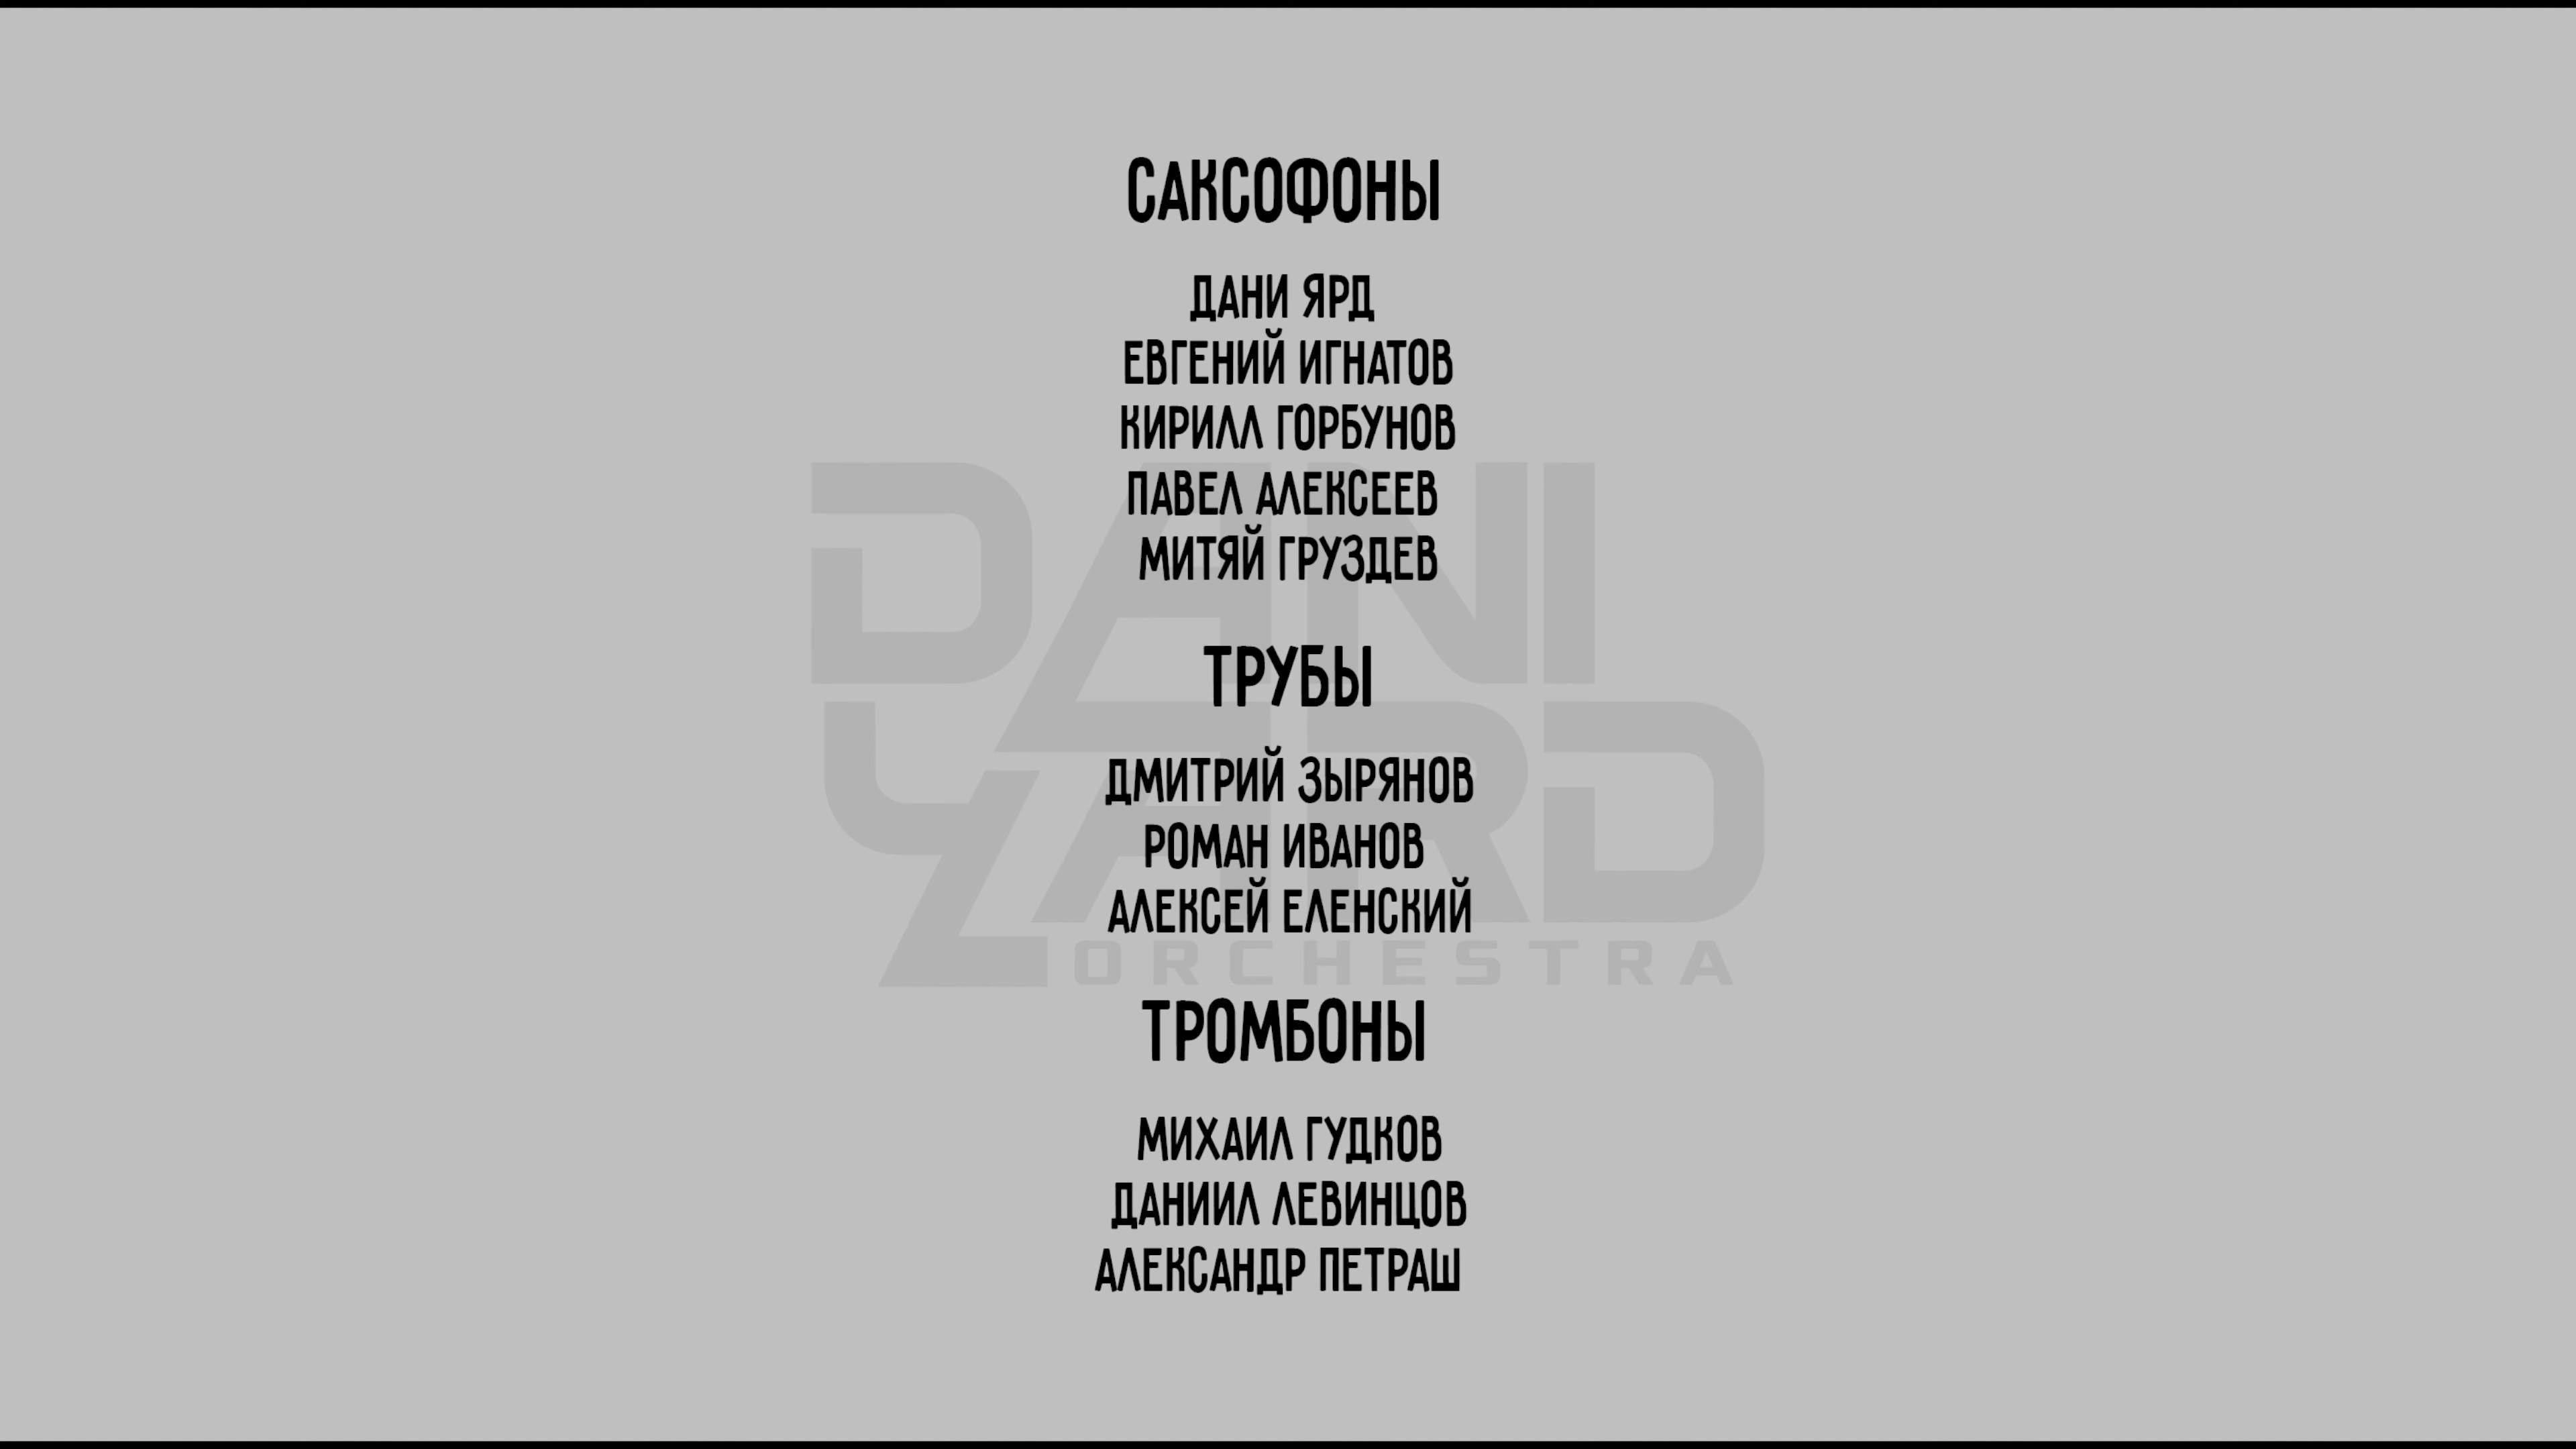 САКСОФОНЫ
ДАНИ ЯРД
ЕВГЕНИЙ ИГНАТОВ
КИРИЛЛ ГОРБУНОВ
ПАВЕЛ АЛЕКСЕЕВ
МИТЯЙ ГРУЗДЕВ
ТРУБЫ
ДМИТРИЙ ЗЫРЯНОВ
РОМАН ИВАНОВ
АЛЕКСЕЙ ЕЛЕНСКИЙ
ТРОМБОНЫ
МИХАИЛ ГУДКОВ
ДАНИИЛ ЛЕВИНЦОВ
АЛЕКСАНДР ПЕТРАШ
DANI
YARD
ORCHESTRA